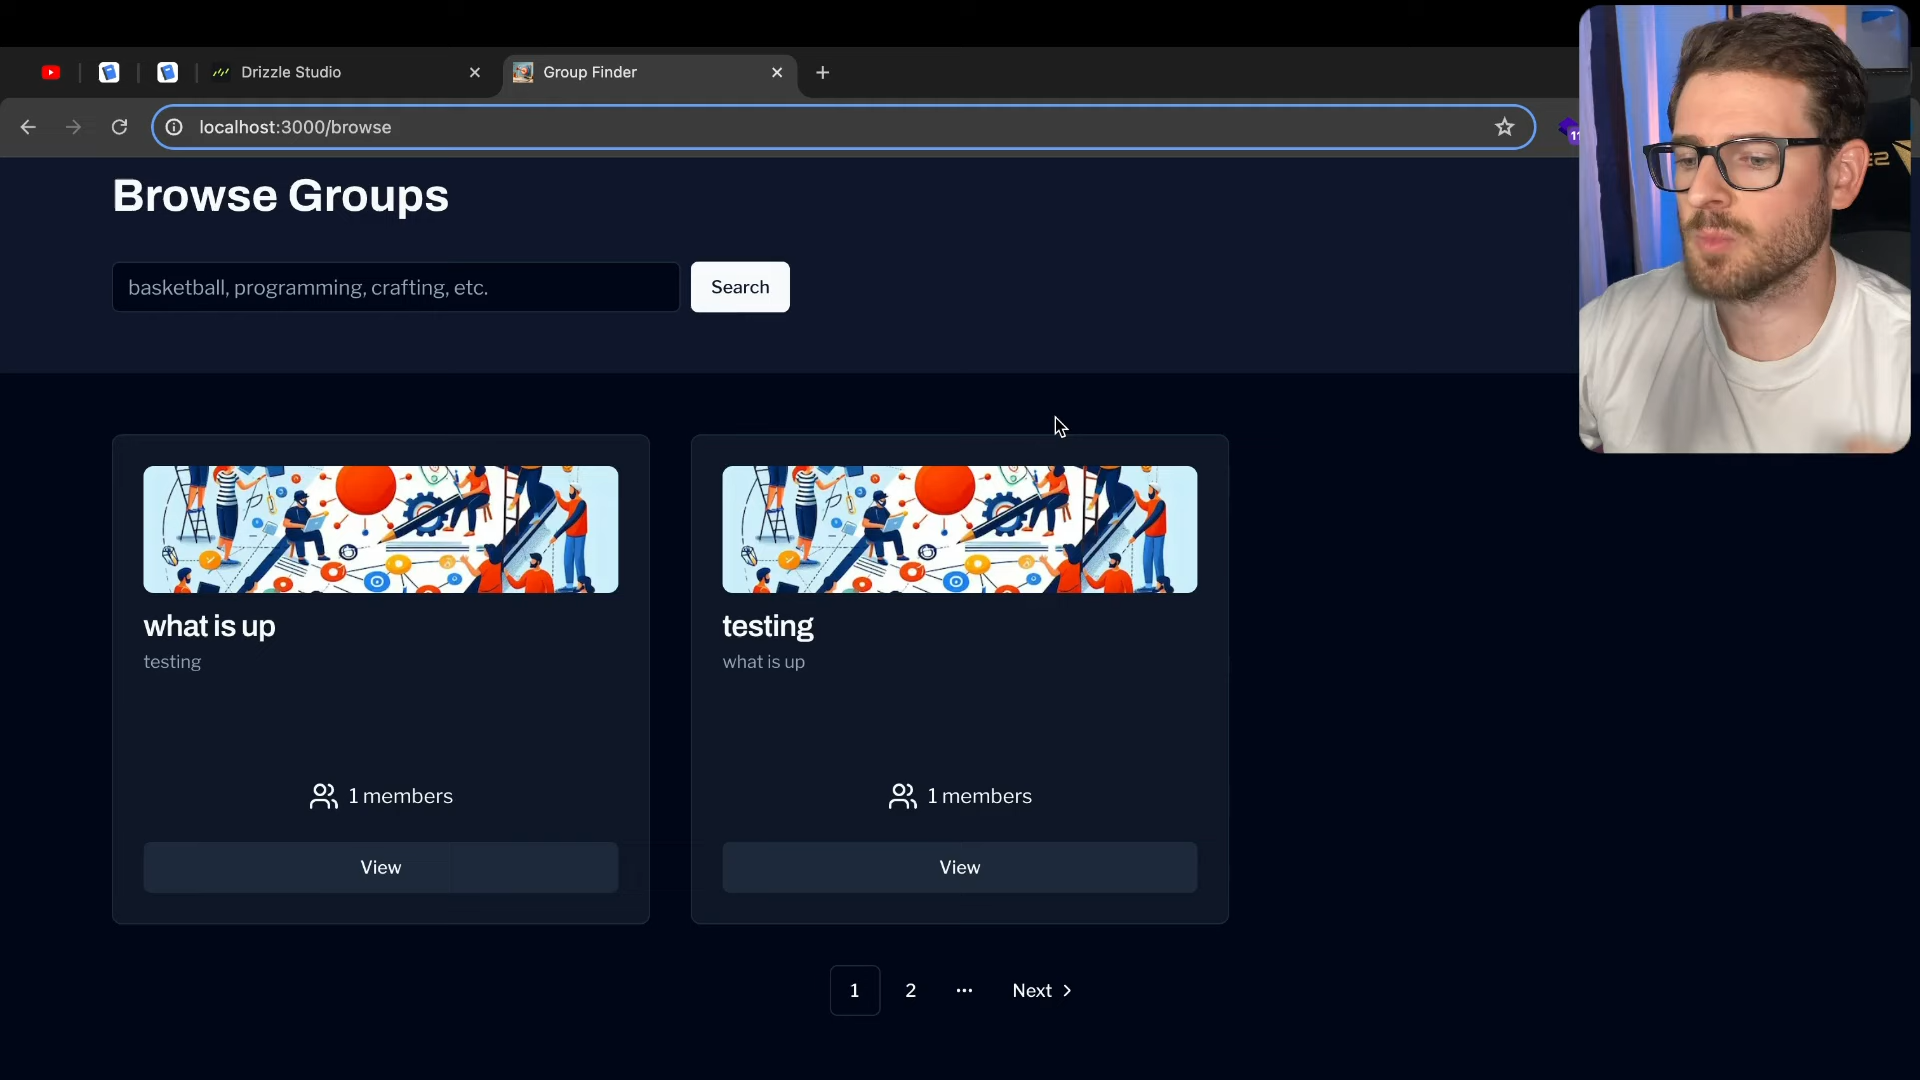 Drizzle Studio
Group Finder
localhost:3000/browse
11
Browse Groups
basketball, programming, crafting, etc.
Search
what is up
testing
1 members
View
testing
what is up
1 members
View
1 2 ... Next